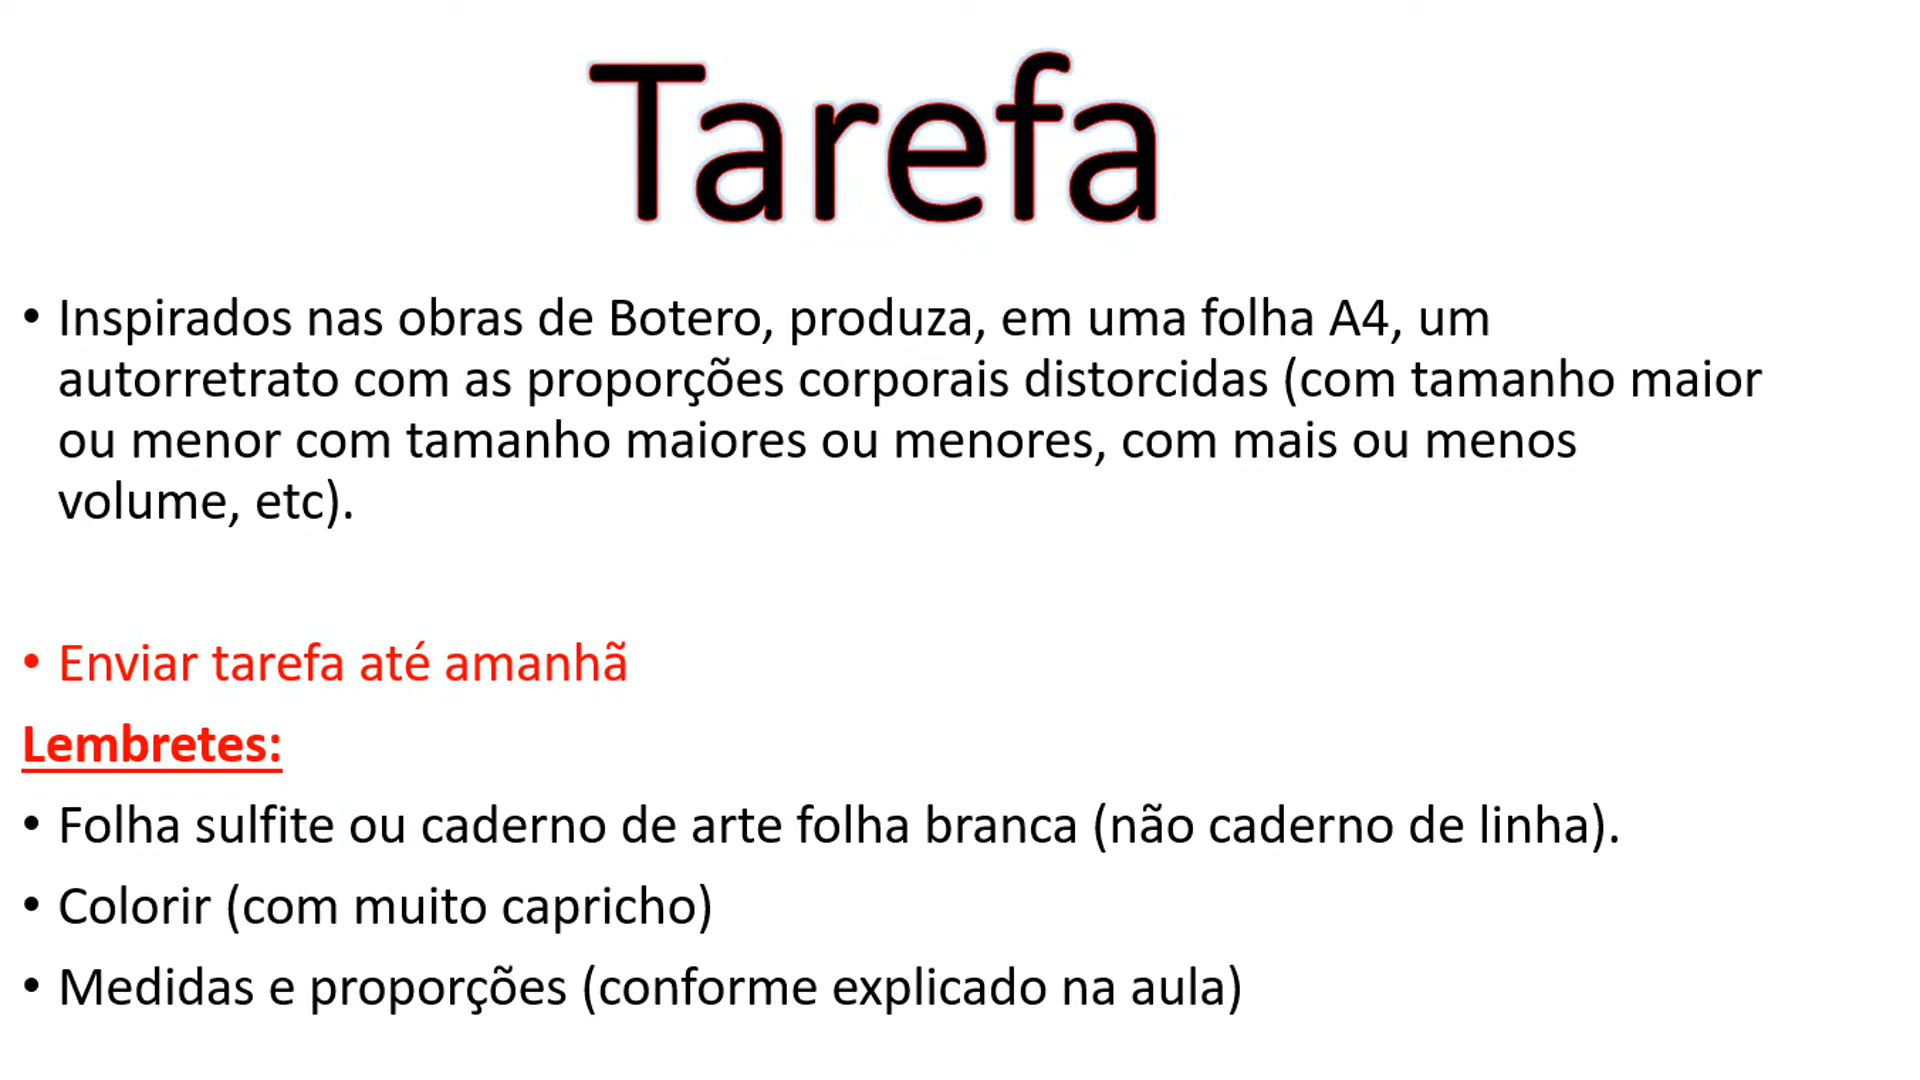 Tarefa
• Inspirados nas obras de Botero, produza, em uma folha A4, um
autorretrato com as proporções corporais distorcidas (com tamanho maior
ou menor com tamanho maiores ou menores, com mais ou menos
volume, etc).
• Enviar tarefa até amanhã
Lembretes:
• Folha sulfite ou caderno de arte folha branca (não caderno de linha).
• Colorir (com muito capricho)
• Medidas e proporções (conforme explicado na aula)